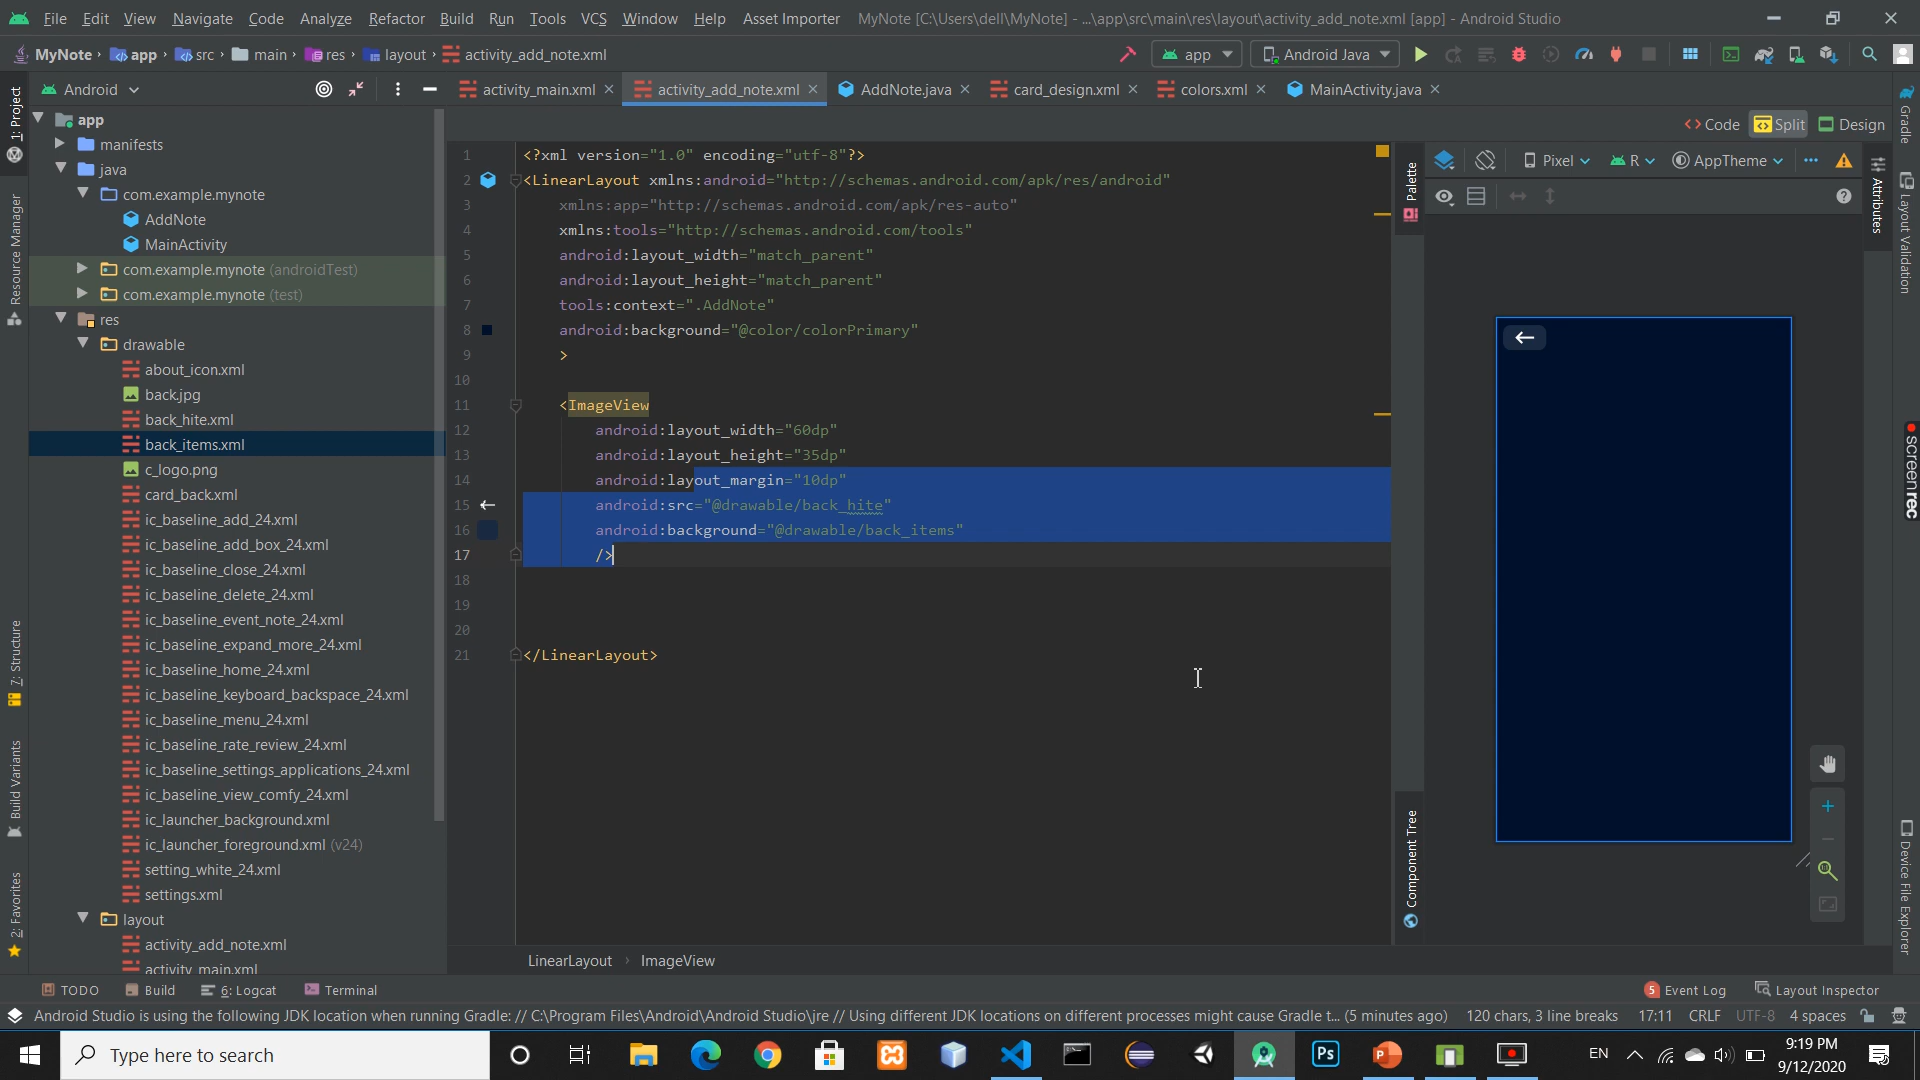 File Edit View Navigate Code Analyze Refactor Build Run Tools VCS Window Help Asset Importer MyNote [C:\Users\dell\MyNote] - ...\app\src\main\res\layout\activity_add_note.xml [app] - Android Studio
MyNote app src main res layout activity_add_note.xml app Android Java
Android activity_main.xml activity_add_note.xml AddNote.java card_design.xml colors.xml MainActivity.java
Code Split Design
Pixel R AppTheme
1: Project
Resource Manager
7: Structure
Build Variants
2: Favorites
app
manifests
java
com.example.mynote
AddNote
MainActivity
com.example.mynote (androidTest)
com.example.mynote (test)
res
drawable
about_icon.xml
back.jpg
back_hite.xml
back_items.xml
c_logo.png
card_back.xml
ic_baseline_add_24.xml
ic_baseline_add_box_24.xml
ic_baseline_close_24.xml
ic_baseline_delete_24.xml
ic_baseline_event_note_24.xml
ic_baseline_expand_more_24.xml
ic_baseline_home_24.xml
ic_baseline_keyboard_backspace_24.xml
ic_baseline_menu_24.xml
ic_baseline_rate_review_24.xml
ic_baseline_settings_applications_24.xml
ic_baseline_view_comfy_24.xml
ic_launcher_background.xml
ic_launcher_foreground.xml (v24)
setting_white_24.xml
settings.xml
layout
activity_add_note.xml
activity_main.xml
1 <?xml version="1.0" encoding="utf-8"?>
2 <LinearLayout xmlns:android="http://schemas.android.com/apk/res/android"
3 xmlns:app="http://schemas.android.com/apk/res-auto"
4 xmlns:tools="http://schemas.android.com/tools"
5 android:layout_width="match_parent"
6 android:layout_height="match_parent"
7 tools:context=".AddNote"
8 android:background="@color/colorPrimary"
9 >
10
11 <ImageView
12 android:layout_width="60dp"
13 android:layout_height="35dp"
14 android:layout_margin="10dp"
15 android:src="@drawable/back_hite"
16 android:background="@drawable/back_items"
17 />
18
19
20
21 </LinearLayout>
LinearLayout › ImageView
Palette
Component Tree
Attributes
Gradle
Layout Validation
screenrec
Device File Explorer
TODO Build 6: Logcat Terminal Event Log Layout Inspector
Android Studio is using the following JDK location when running Gradle: // C:\Program Files\Android\Android Studio\jre // Using different JDK locations on different processes might cause Gradle t... (5 minutes ago) 120 chars, 3 line breaks 17:11 CRLF UTF-8 4 spaces
Type here to search
Ps
EN
9:19 PM
9/12/2020